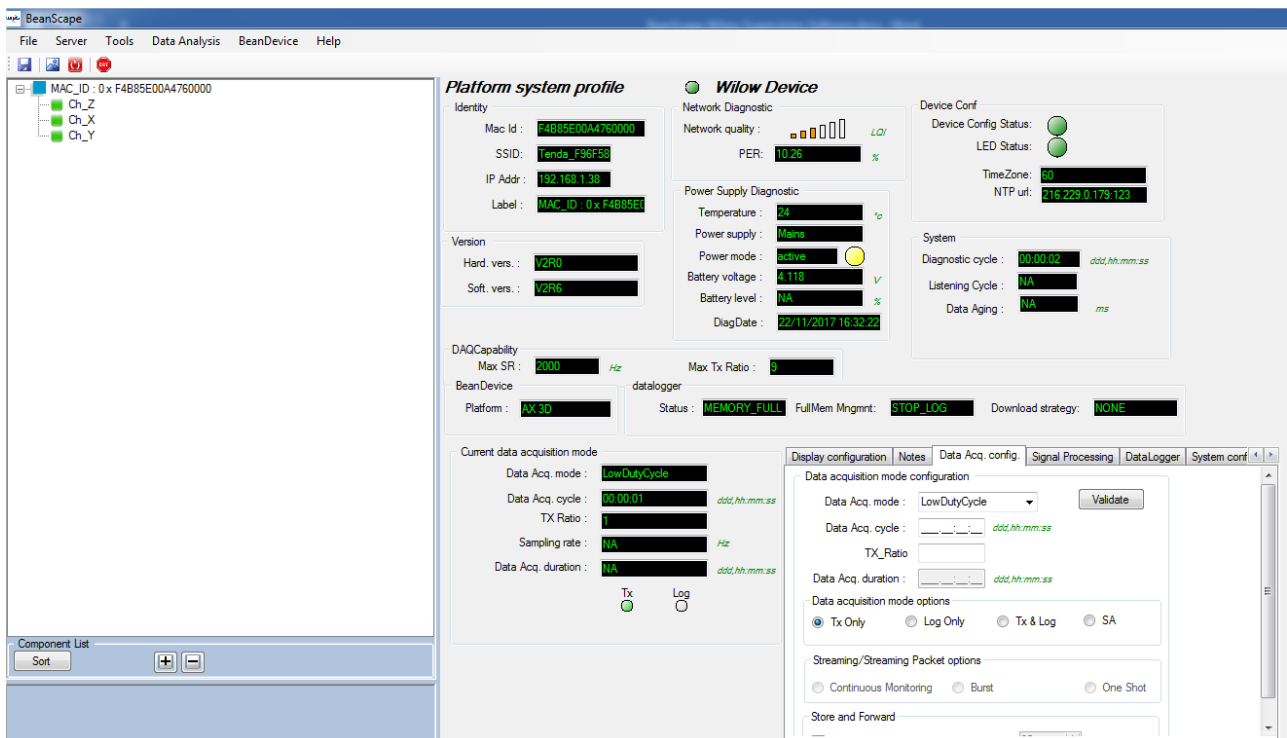 BeanScape
File Server Tools Data Analysis BeanDevice Help
MAC_ID : 0 x F4B85E00A4760000
Ch_Z
Ch_X
Ch_Y
Component List
Sort
Platform system profile
Wilow Device
Identity
Mac Id : F4B85E00A4760000
SSID: Tenda_F96F58
IP Addr : 192.168.1.38
Label : MAC_ID : 0 x F4B85E0
Version
Hard. vers. : V2R0
Soft. vers. : V2R6
Network Diagnostic
Network quality : LQI
PER: 10.26 %
Power Supply Diagnostic
Temperature : 24 °c
Power supply : Mains
Power mode : active
Battery voltage : 4.118 V
Battery level : NA %
DiagDate : 22/11/2017 16:32:22
Device Conf
Device Config Status:
LED Status:
TimeZone: 60
NTP url: 216.229.0.179:123
System
Diagnostic cycle : 00:00:02 ddd,hh:mm:ss
Listening Cycle : NA
Data Aging : NA ms
DAQCapability
Max SR : 2000 Hz Max Tx Ratio : 9
BeanDevice
Platform : AX 3D
datalogger
Status : MEMORY_FULL FullMem Mngmnt: STOP_LOG Download strategy: NONE
Current data acquisition mode
Data Acq. mode : LowDutyCycle
Data Acq. cycle : 00:00:01 ddd,hh:mm:ss
TX Ratio : 1
Sampling rate : NA Hz
Data Acq. duration : NA ddd,hh:mm:ss
Tx Log
Display configuration Notes Data Acq. config. Signal Processing DataLogger System conf
Data acquisition mode configuration
Data Acq. mode : LowDutyCycle Validate
Data Acq. cycle : ___.__:__:__ ddd,hh:mm:ss
TX_Ratio
Data Acq. duration : ___.__:__:__ ddd,hh:mm:ss
Data acquisition mode options
Tx Only Log Only Tx & Log SA
Streaming/Streaming Packet options
Continuous Monitoring Burst One Shot
Store and Forward